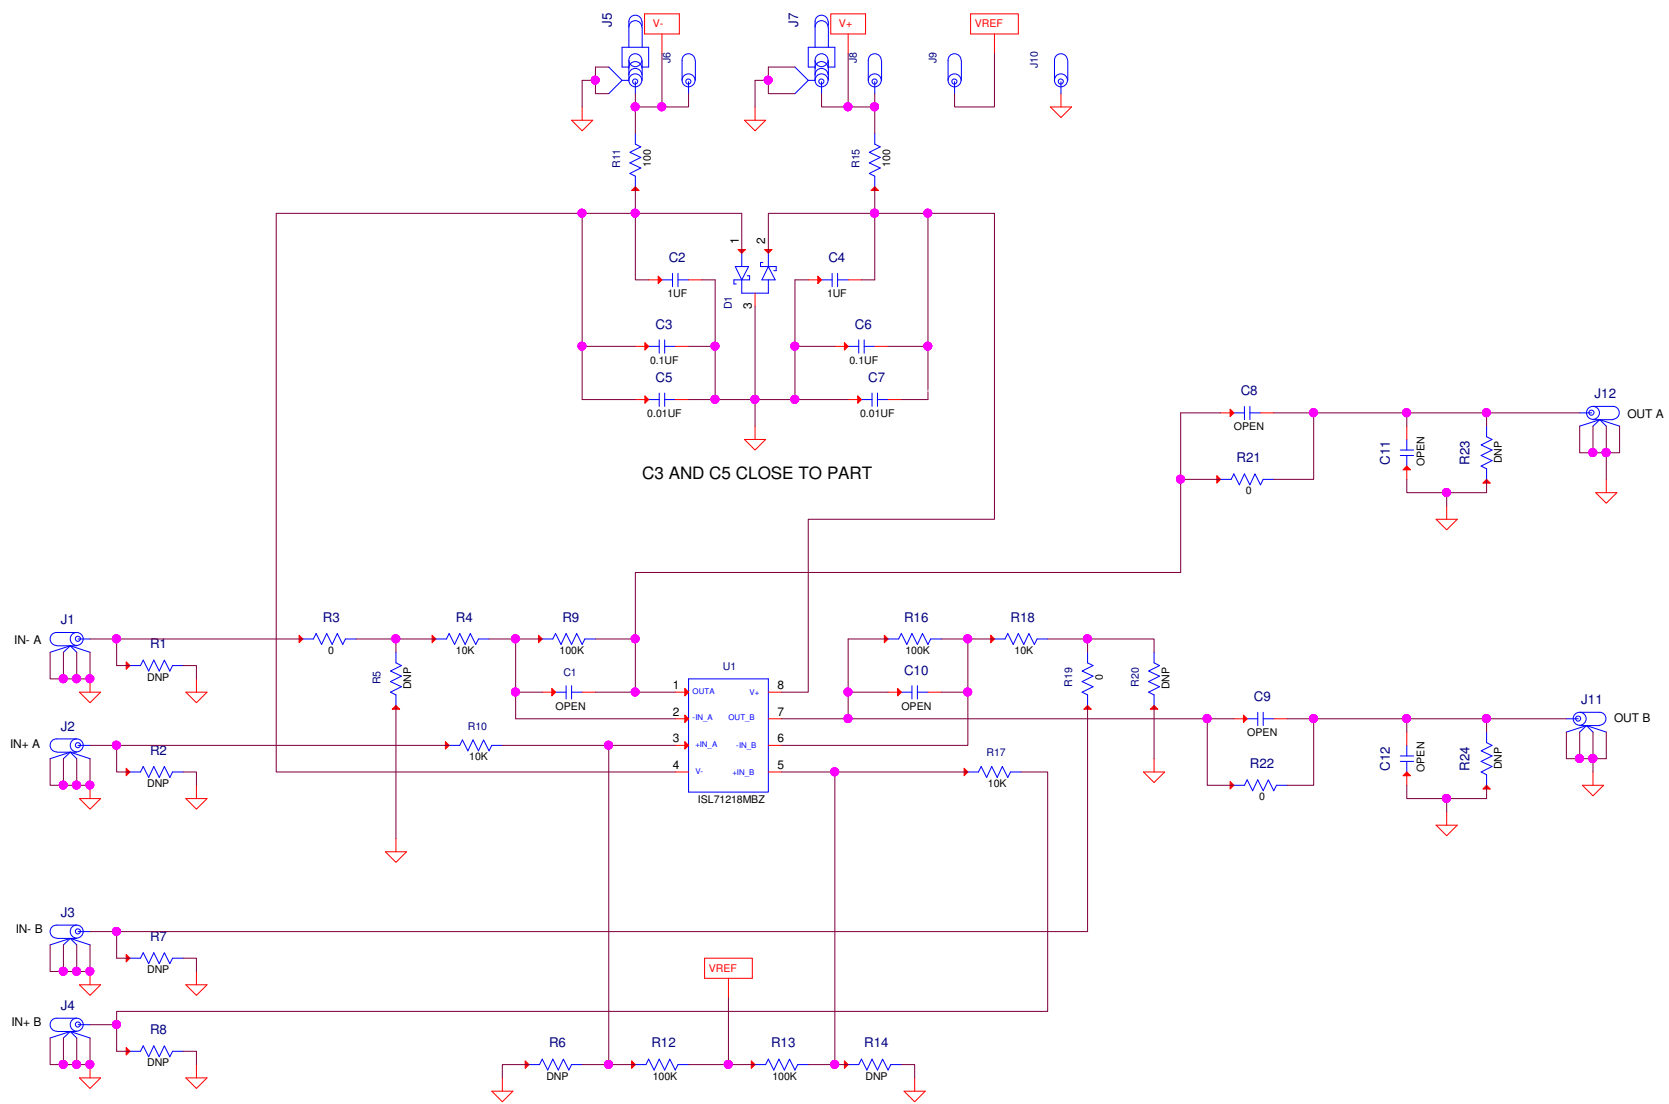 J5
V-
J6
J7
V+
J8
J9
VREF
J10
R11
100
R15
100
1
2
C2
1UF
C4
1UF
D1
3
C3
0.1UF
C6
0.1UF
C5
0.01UF
C7
0.01UF
C3 AND C5 CLOSE TO PART
C8
OPEN
R21
0
C11
OPEN
R23
DNP
J12
OUT A
J1
IN- A
R1
DNP
R3
0
R4
10K
R9
100K
R5
DNP
C1
OPEN
J2
IN+ A
R2
DNP
R10
10K
U1
1 OUTA V+ 8
2 -IN_A OUT_B 7
3 +IN_A -IN_B 6
4 V- +IN_B 5
ISL71218MBZ
R16
100K
C10
OPEN
R18
10K
R19
0
R20
DNP
R17
10K
C9
OPEN
R22
0
C12
OPEN
R24
DNP
J11
OUT B
J3
IN- B
R7
DNP
J4
IN+ B
R8
DNP
VREF
R6
DNP
R12
100K
R13
100K
R14
DNP